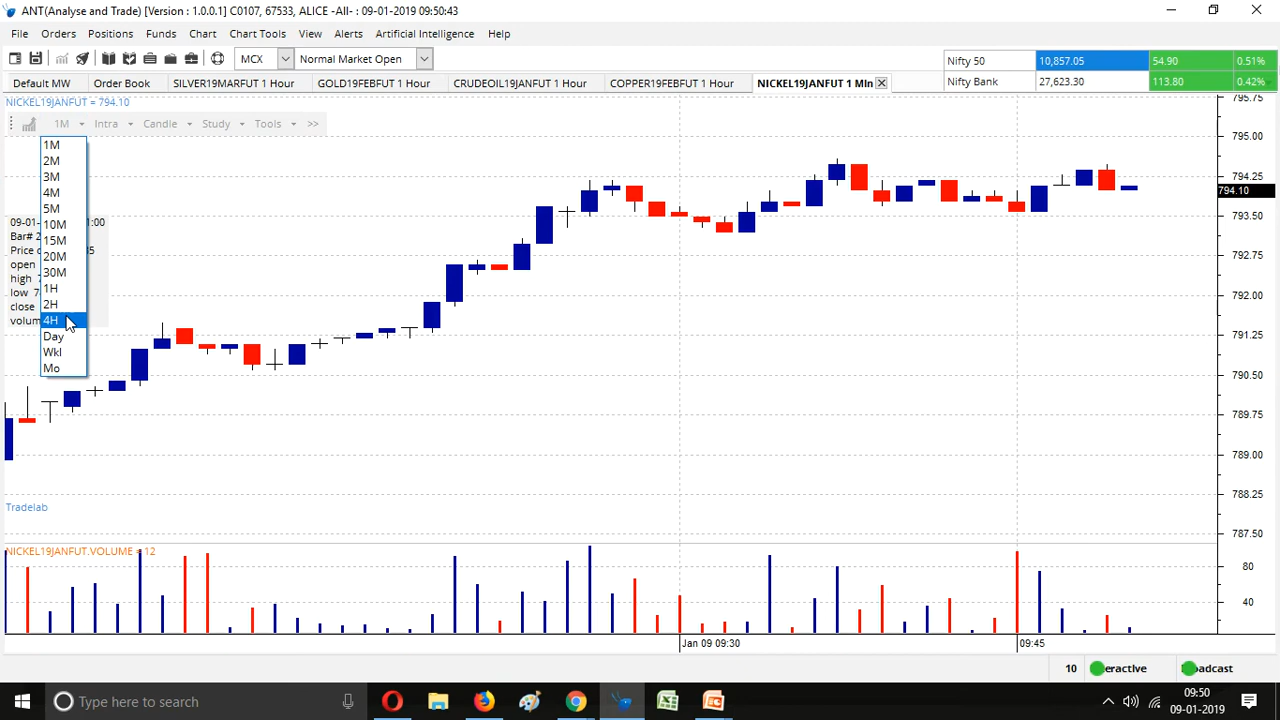 ANT(Analyse and Trade) [Version : 1.0.0.1] C0107, 67533, ALICE -All- : 09-01-2019 09:50:43
File Orders Positions Funds Chart Chart Tools View Alerts Artificial Intelligence Help
MCX Normal Market Open
Nifty 50 10,857.05 54.90 0.51%
Nifty Bank 27,623.30 113.80 0.42%
Default MW Order Book SILVER19MARFUT 1 Hour GOLD19FEBFUT 1 Hour CRUDEOIL19JANFUT 1 Hour COPPER19FEBFUT 1 Hour NICKEL19JANFUT 1 Min
NICKEL19JANFUT = 794.10
1M Intra Candle Study Tools >>
1M
2M
3M
4M
5M
10M
15M
20M
30M
1H
2H
4H
Day
Wkl
Mo
09-01
Bar#
Price
open
high
low
close
795.75
795.00
794.25
794.10
793.50
792.75
792.00
791.25
790.50
789.75
789.00
788.25
787.50
Tradelab
NICKEL19JANFUT.VOLUME = 12
80
40
Jan 09 09:30 09:45
10 eractive oadcast
Type here to search
09:50
09-01-2019